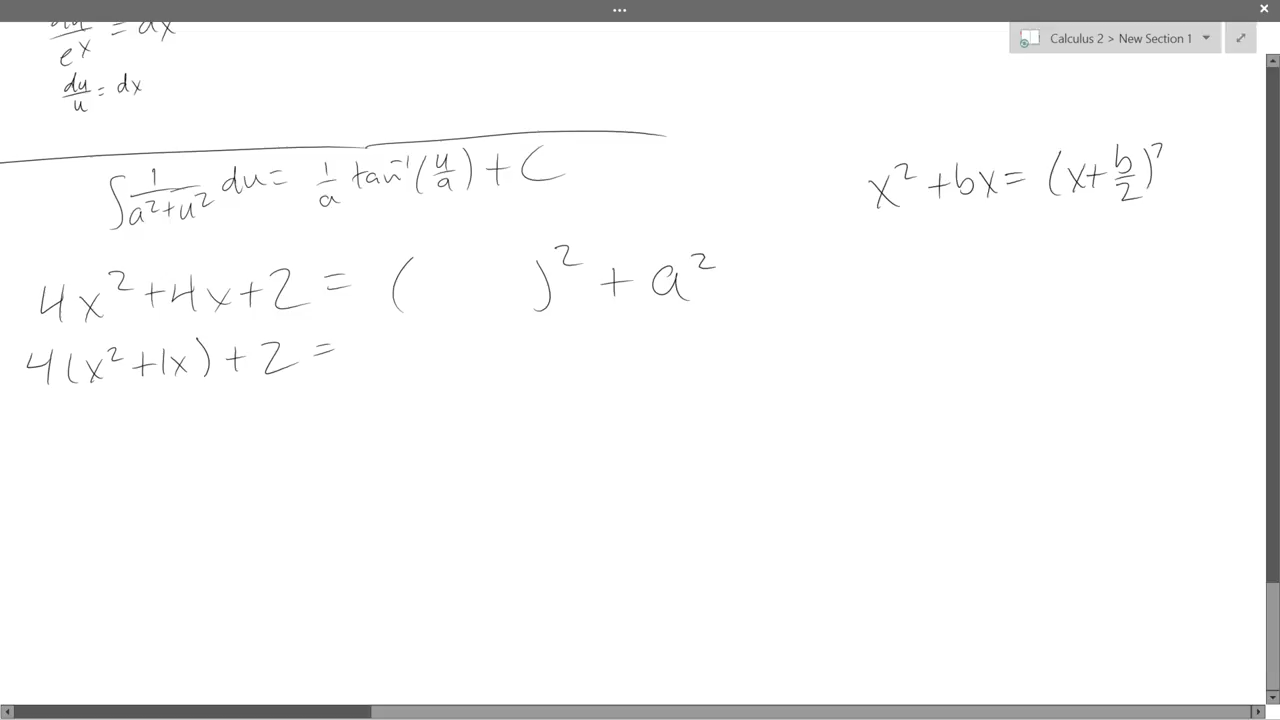 ...
Calculus 2 > New Section 1
/e^x = dx
du/u = dx
∫ 1/(a²+u²) du = 1/a tan⁻¹(u/a) + C
x² + bx = (x + b/2)²
4x² + 4x + 2 = ( )² + a²
4(x² + 1x) + 2 =